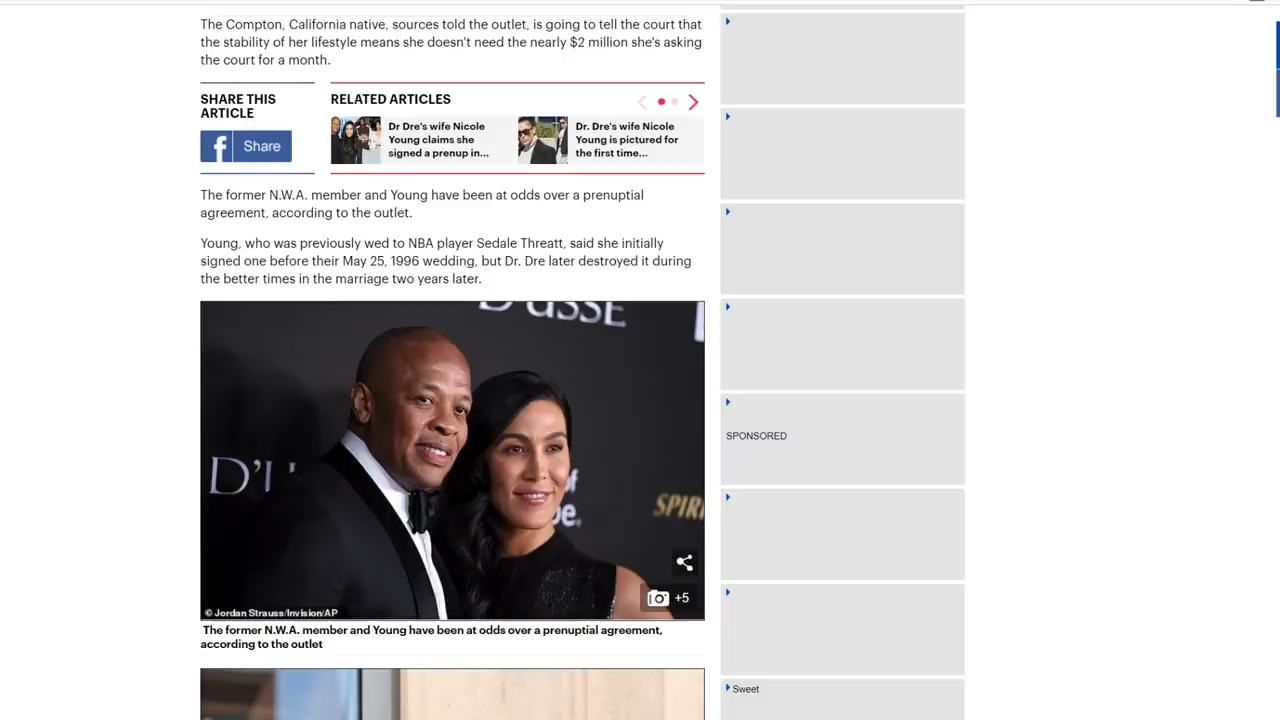 The Compton, California native, sources told the outlet, is going to tell the court that
the stability of her lifestyle means she doesn't need the nearly $2 million she's asking
the court for a month.
SHARE THIS
ARTICLE
Share
RELATED ARTICLES
Dr Dre's wife Nicole
Young claims she
signed a prenup in...
Dr. Dre's wife Nicole
Young is pictured for
the first time...
The former N.W.A. member and Young have been at odds over a prenuptial
agreement, according to the outlet.
Young, who was previously wed to NBA player Sedale Threatt, said she initially
signed one before their May 25, 1996 wedding, but Dr. Dre later destroyed it during
the better times in the marriage two years later.
D'USSE
D'U
of
pe.
SPIRI
+5
© Jordan Strauss/Invision/AP
The former N.W.A. member and Young have been at odds over a prenuptial agreement,
according to the outlet
SPONSORED
Sweet